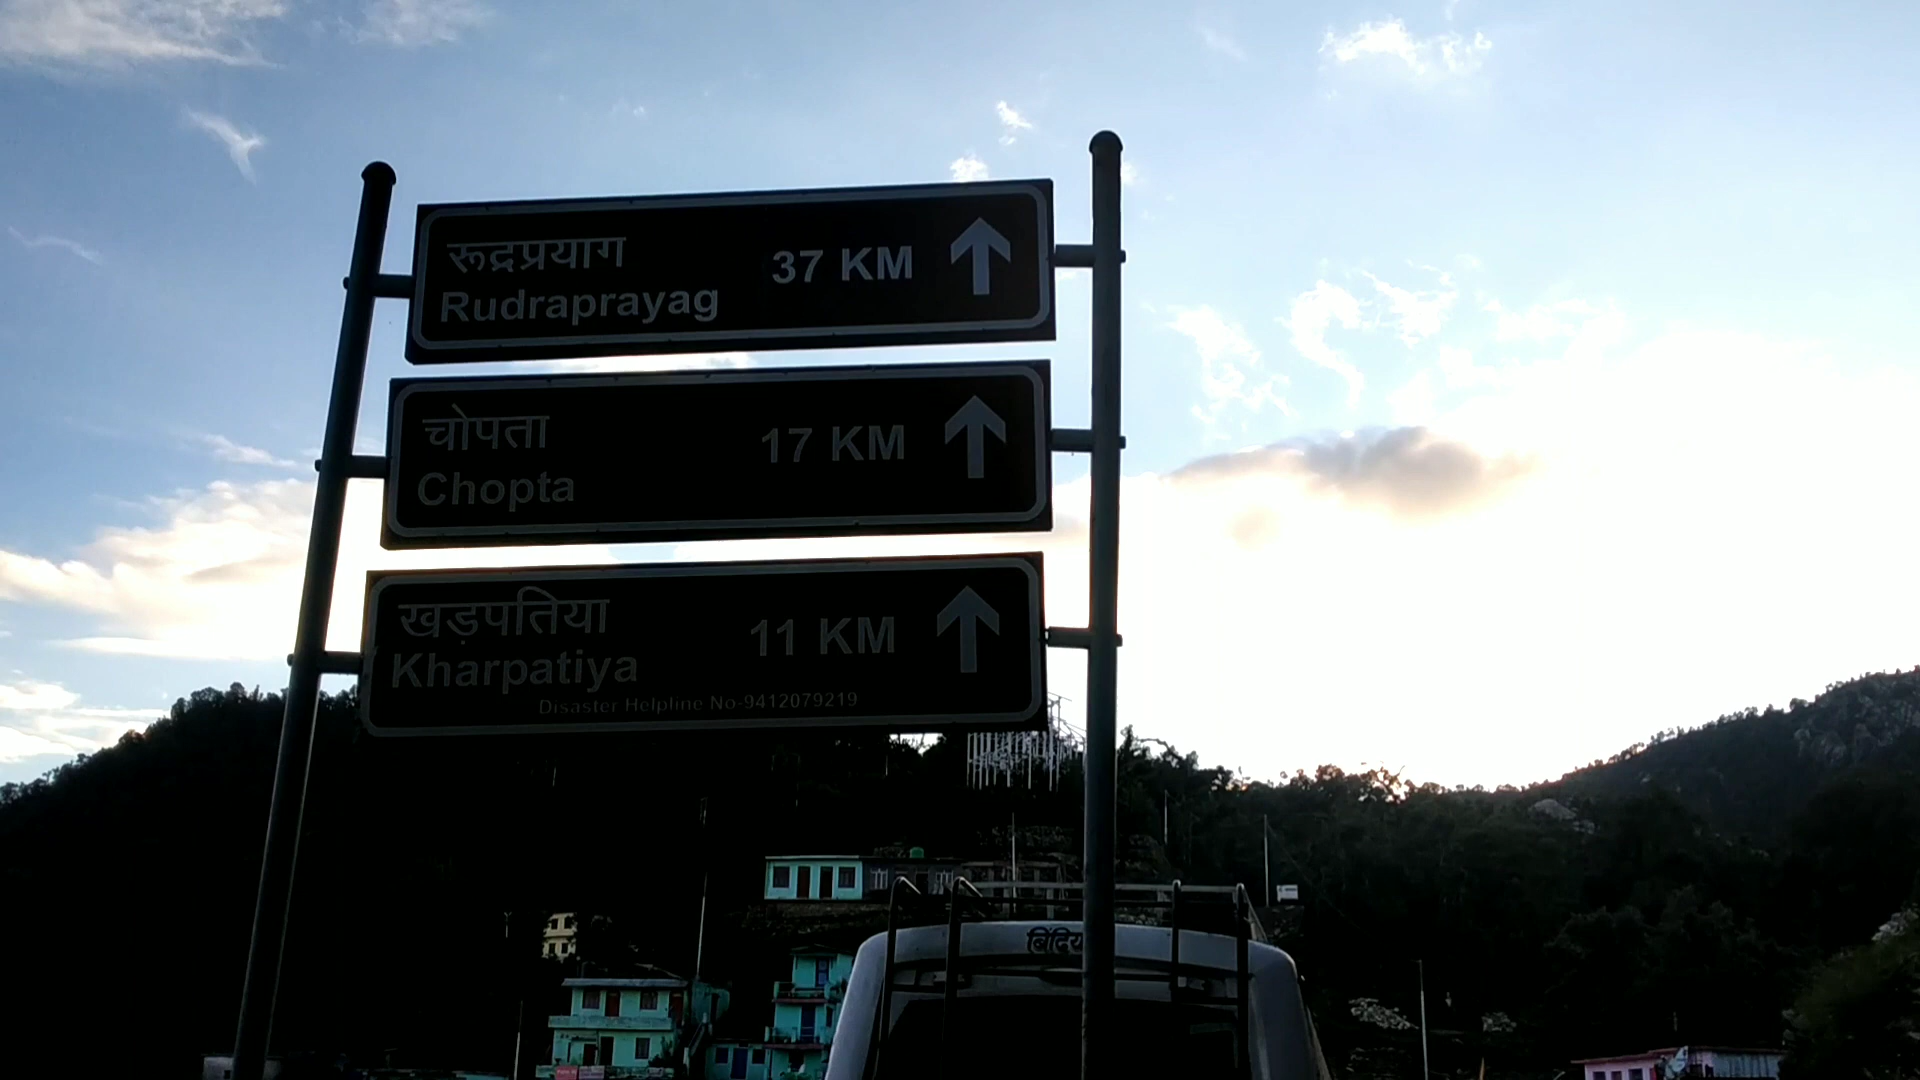 रूद्रप्रयाग
Rudraprayag
37 KM
चोपता
Chopta
17 KM
खड़पतिया
Kharpatiya
11 KM
Disaster Helpline No-9412079219